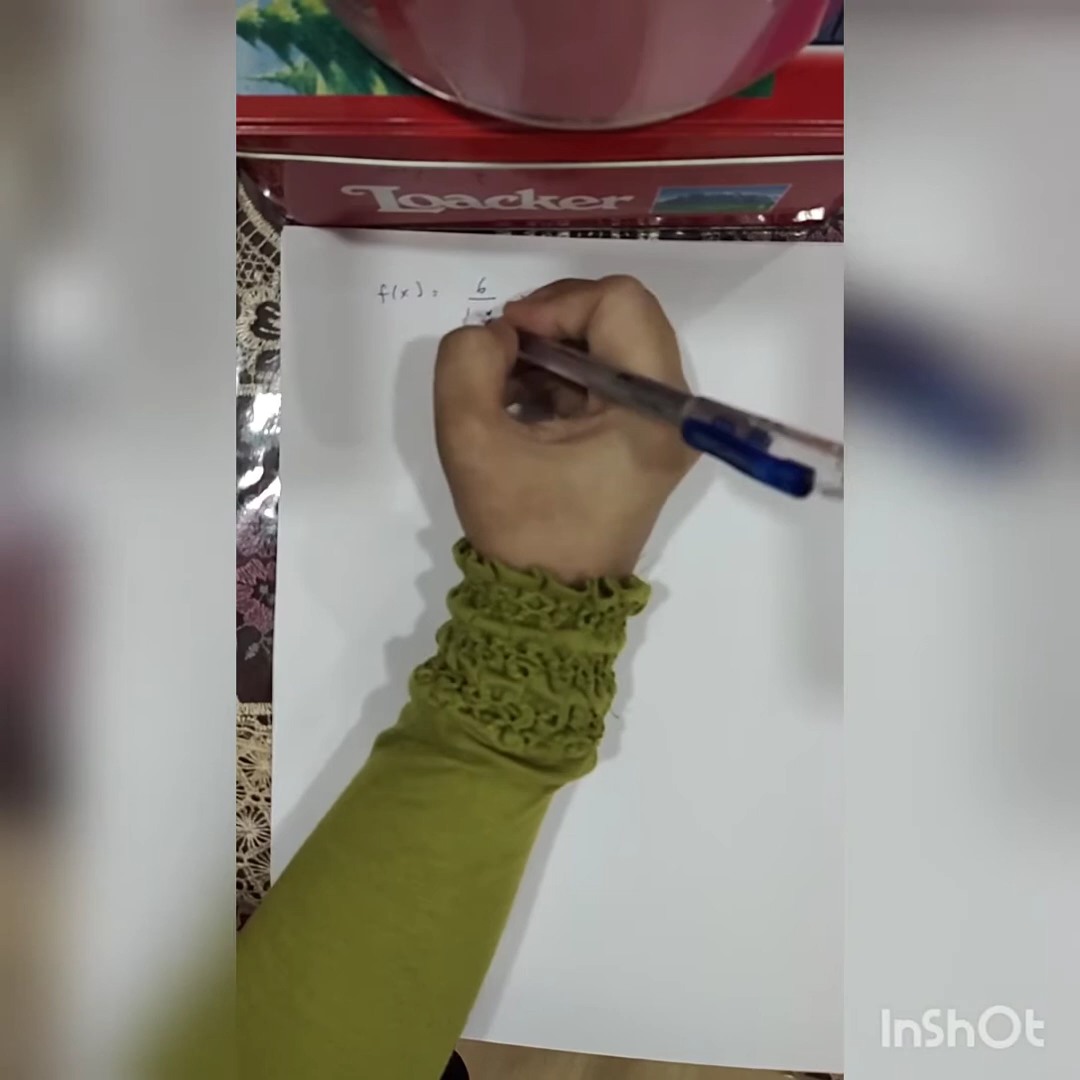 Loacker
f(x) = 6
InShOt